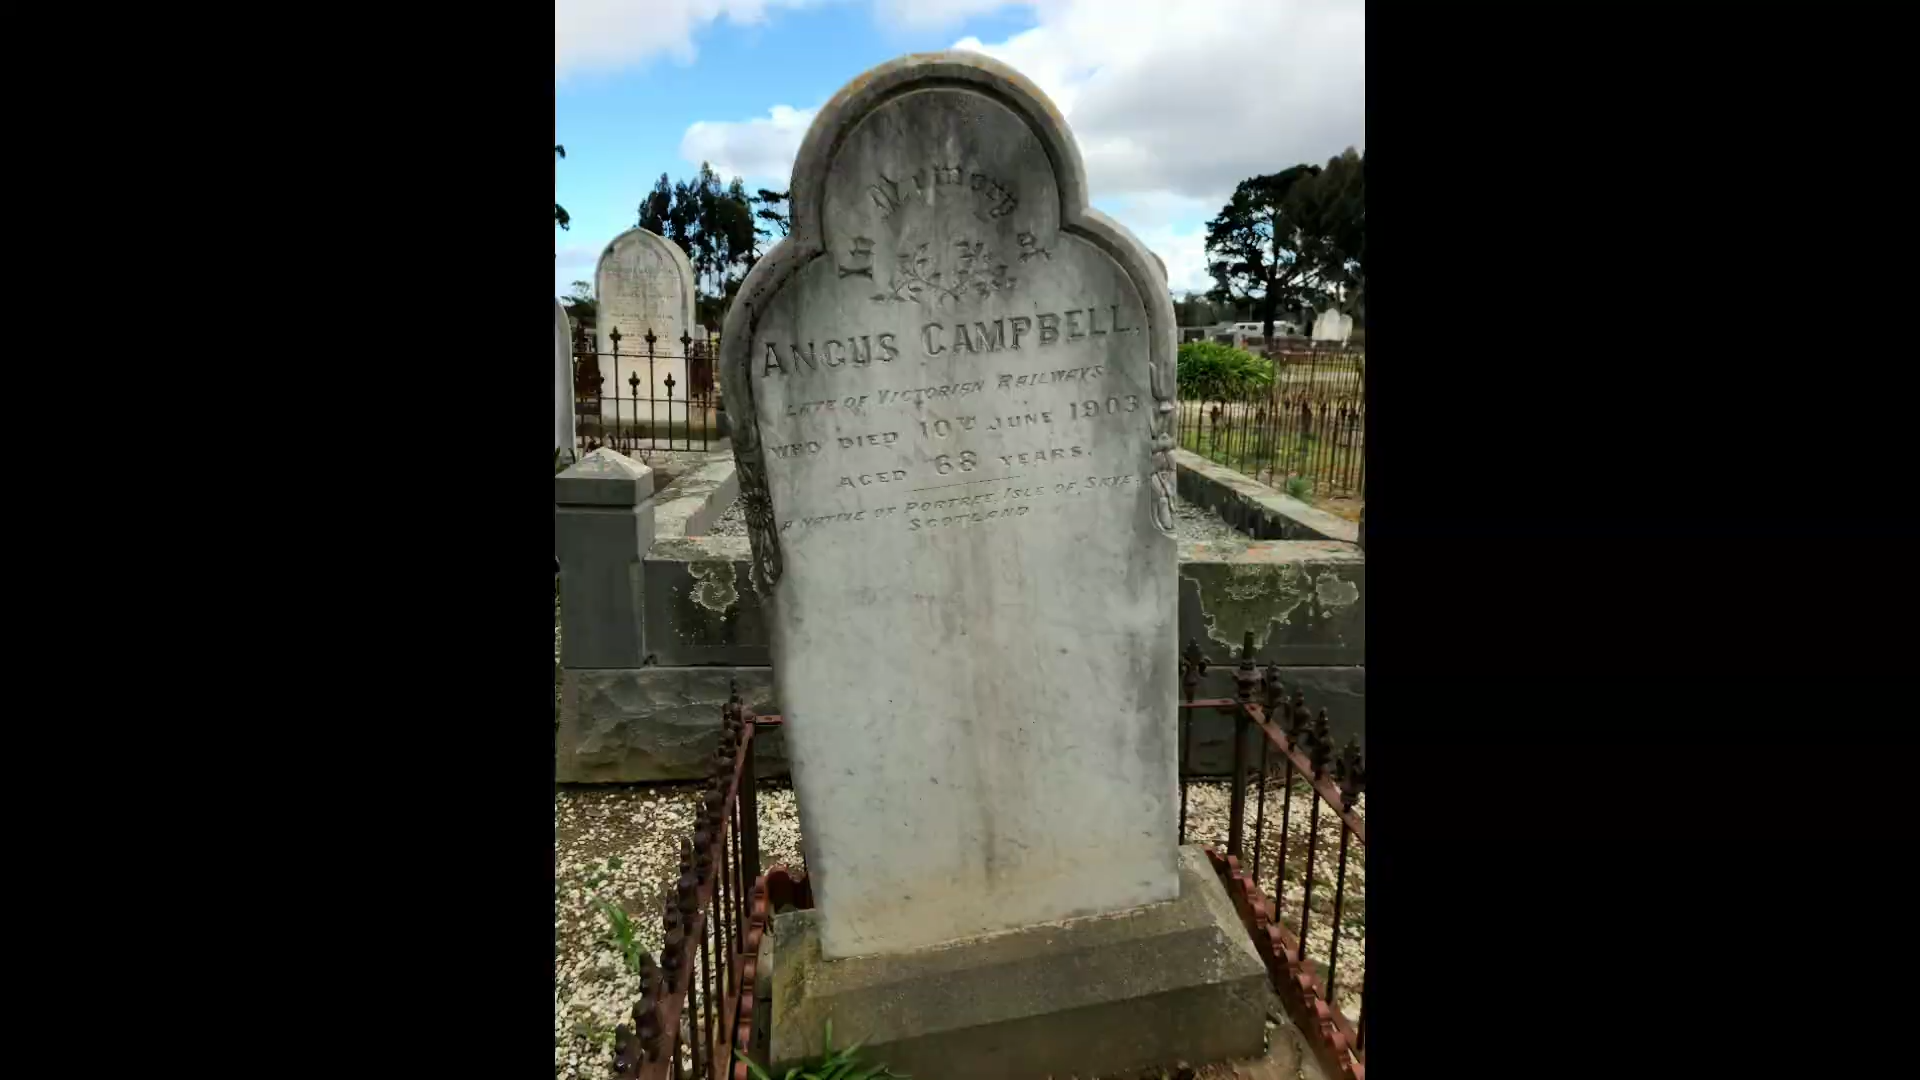 In Memory
of
ANGUS CAMPBELL,
LATE OF VICTORIAN RAILWAYS
WHO DIED 10TH JUNE 1903
AGED 68 YEARS.
A NATIVE OF PORTREE, ISLE OF SKYE,
SCOTLAND